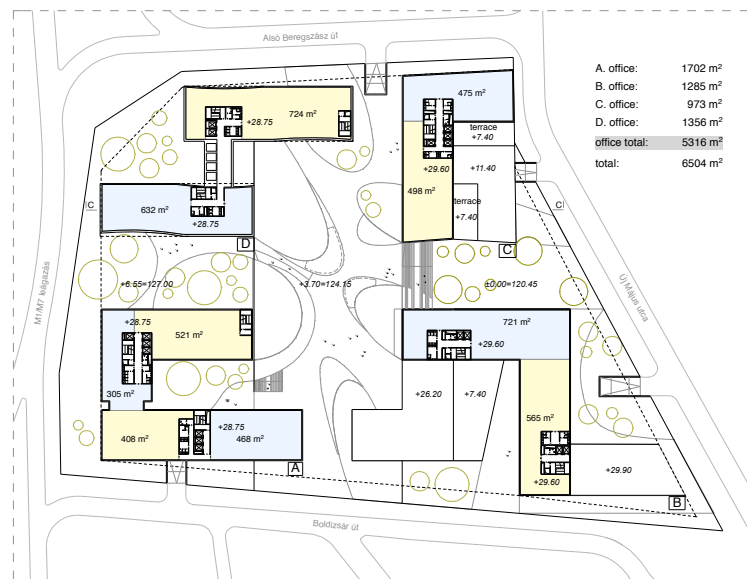 Alsó Beregszász út
A. office: 1702 m²
B. office: 1285 m²
C. office: 973 m²
D. office: 1356 m²
office total: 5316 m²
total: 6504 m²
475 m²
724 m²
+28.75
terrace
+7.40
+11.40
+29.60
498 m²
terrace
+7.40
C
C
632 m²
+28.75
D
C
M1/M7 leágazás
Új Május utca
+6.55=127.00
+3.70=124.15
±0.00=120.45
+28.75
521 m²
721 m²
+29.60
305 m²
+26.20
+7.40
408 m²
+28.75
468 m²
565 m²
A
+29.90
+29.60
B
Boldizsár út